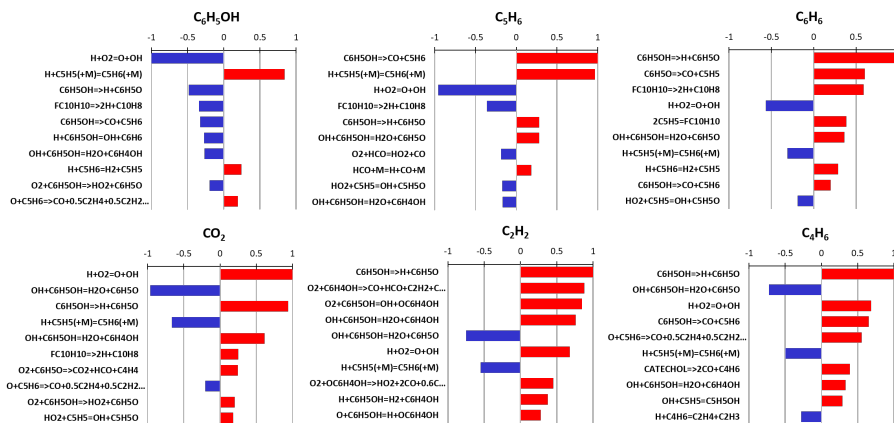 C₆H₅OH
-1 -0.5 0 0.5 1
H+O2=O+OH
H+C5H5(+M)=C5H6(+M)
C6H5OH=>H+C6H5O
FC10H10=>2H+C10H8
C6H5OH=>CO+C5H6
H+C6H5OH=OH+C6H6
OH+C6H5OH=H2O+C6H4OH
H+C5H6=H2+C5H5
O2+C6H5OH=>HO2+C6H5O
O+C5H6=>CO+0.5C2H4+0.5C2H2...
C₅H₆
-1 -0.5 0 0.5 1
C6H5OH=>CO+C5H6
H+C5H5(+M)=C5H6(+M)
H+O2=O+OH
FC10H10=>2H+C10H8
C6H5OH=>H+C6H5O
OH+C6H5OH=H2O+C6H5O
O2+HCO=HO2+CO
HCO+M=H+CO+M
HO2+C5H5=OH+C5H5O
OH+C6H5OH=H2O+C6H4OH
C₆H₆
-1 -0.5 0 0.5 1
C6H5OH=>H+C6H5O
C6H5O=>CO+C5H5
FC10H10=>2H+C10H8
H+O2=O+OH
2C5H5=FC10H10
OH+C6H5OH=H2O+C6H5O
H+C5H5(+M)=C5H6(+M)
H+C5H6=H2+C5H5
C6H5OH=>CO+C5H6
HO2+C5H5=OH+C5H5O
CO₂
-1 -0.5 0 0.5 1
H+O2=O+OH
OH+C6H5OH=H2O+C6H5O
C6H5OH=>H+C6H5O
H+C5H5(+M)=C5H6(+M)
OH+C6H5OH=H2O+C6H4OH
FC10H10=>2H+C10H8
O2+C6H5O=>CO2+HCO+C4H4
O+C5H6=>CO+0.5C2H4+0.5C2H2...
O2+C6H5OH=>HO2+C6H5O
HO2+C5H5=OH+C5H5O
C₂H₂
-1 -0.5 0 0.5 1
C6H5OH=>H+C6H5O
O2+C6H4OH=>CO+HCO+C2H2+C...
O2+C6H5OH=>OH+OC6H4OH
OH+C6H5OH=H2O+C6H4OH
OH+C6H5OH=H2O+C6H5O
H+O2=O+OH
H+C5H5(+M)=C5H6(+M)
O2+OC6H4OH=>HO2+2CO+0.6C...
H+C6H5OH=H2+C6H4OH
O+C6H5OH=H+OC6H4OH
C₄H₆
-1 -0.5 0 0.5 1
C6H5OH=>H+C6H5O
OH+C6H5OH=H2O+C6H5O
H+O2=O+OH
C6H5OH=>CO+C5H6
O+C5H6=>CO+0.5C2H4+0.5C2H2...
H+C5H5(+M)=C5H6(+M)
CATECHOL=>2CO+C4H6
OH+C6H5OH=H2O+C6H4OH
OH+C5H5=C5H5OH
H+C4H6=C2H4+C2H3